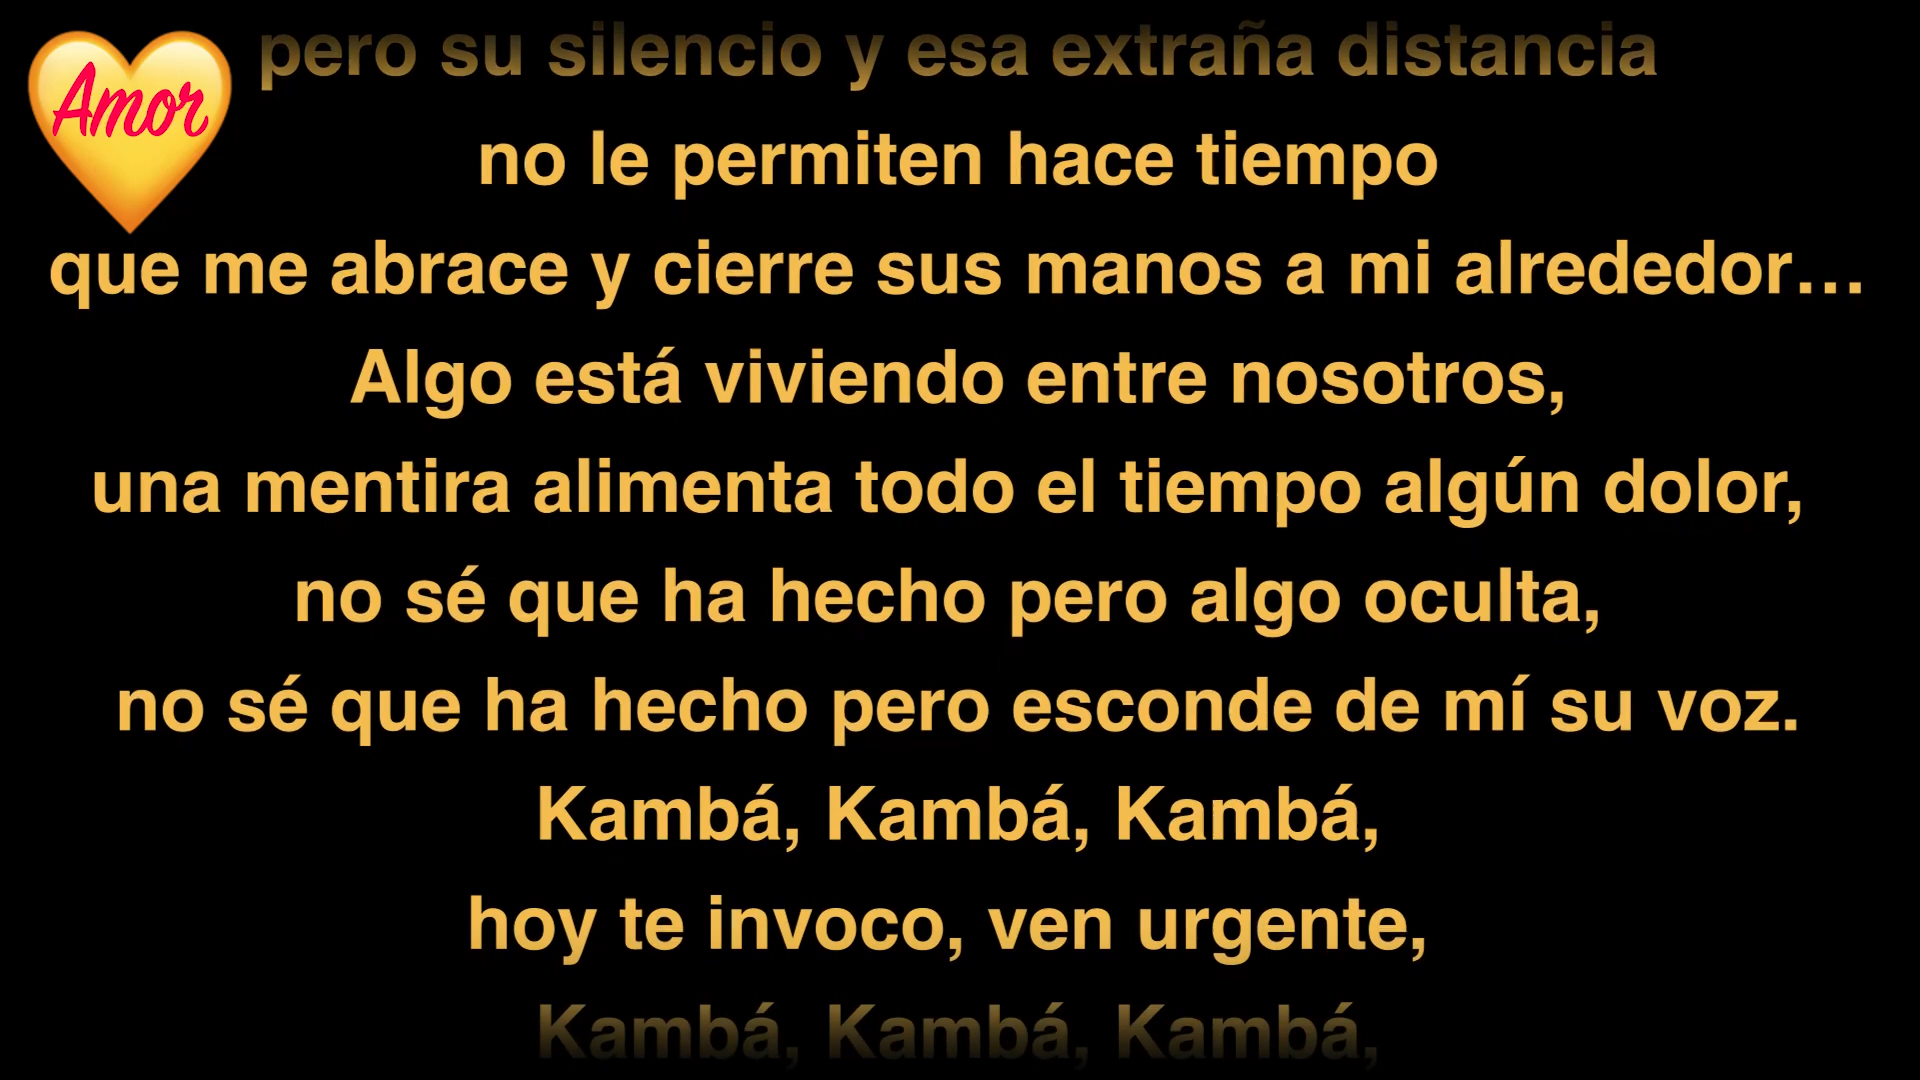 Amor
pero su silencio y esa extraña distancia
no le permiten hace tiempo
que me abrace y cierre sus manos a mi alrededor…
Algo está viviendo entre nosotros,
una mentira alimenta todo el tiempo algún dolor,
no sé que ha hecho pero algo oculta,
no sé que ha hecho pero esconde de mí su voz.
Kambá, Kambá, Kambá,
hoy te invoco, ven urgente,
Kambá, Kambá, Kambá,